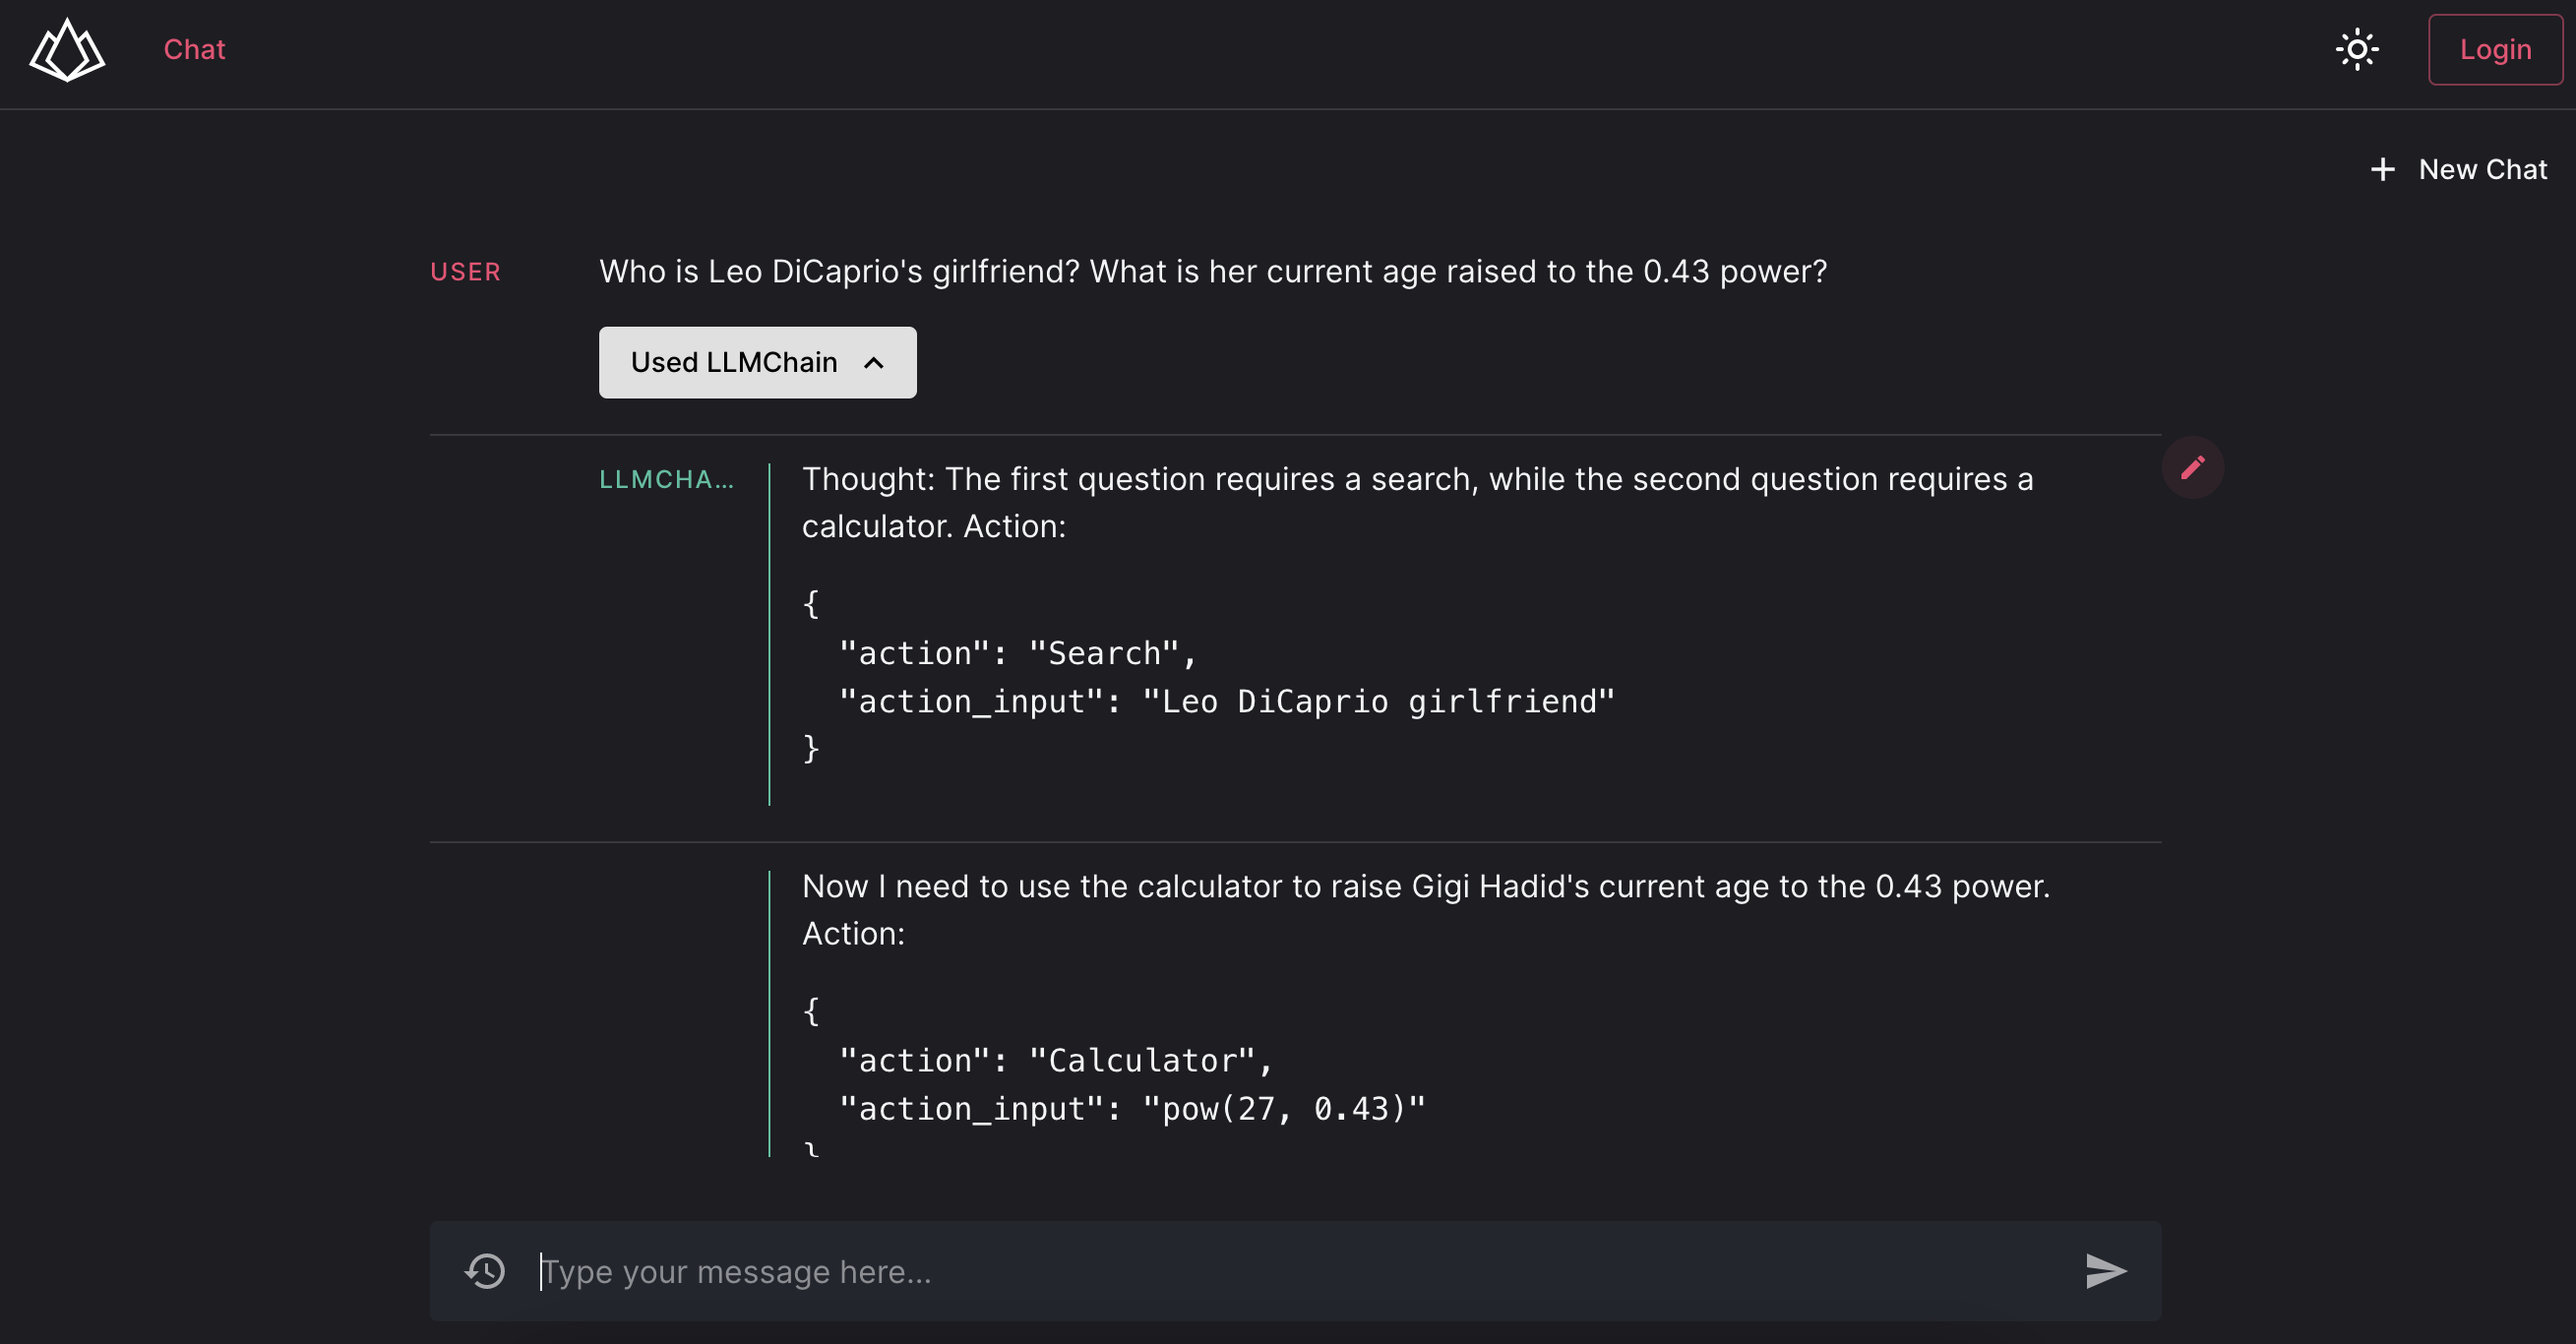 Chat
Login
New Chat
USER
Who is Leo DiCaprio's girlfriend? What is her current age raised to the 0.43 power?
Used LLMChain
LLMCHA...
Thought: The first question requires a search, while the second question requires a
calculator. Action:
{
  "action": "Search",
  "action_input": "Leo DiCaprio girlfriend"
}
Now I need to use the calculator to raise Gigi Hadid's current age to the 0.43 power.
Action:
{
  "action": "Calculator",
  "action_input": "pow(27, 0.43)"
}
Type your message here...